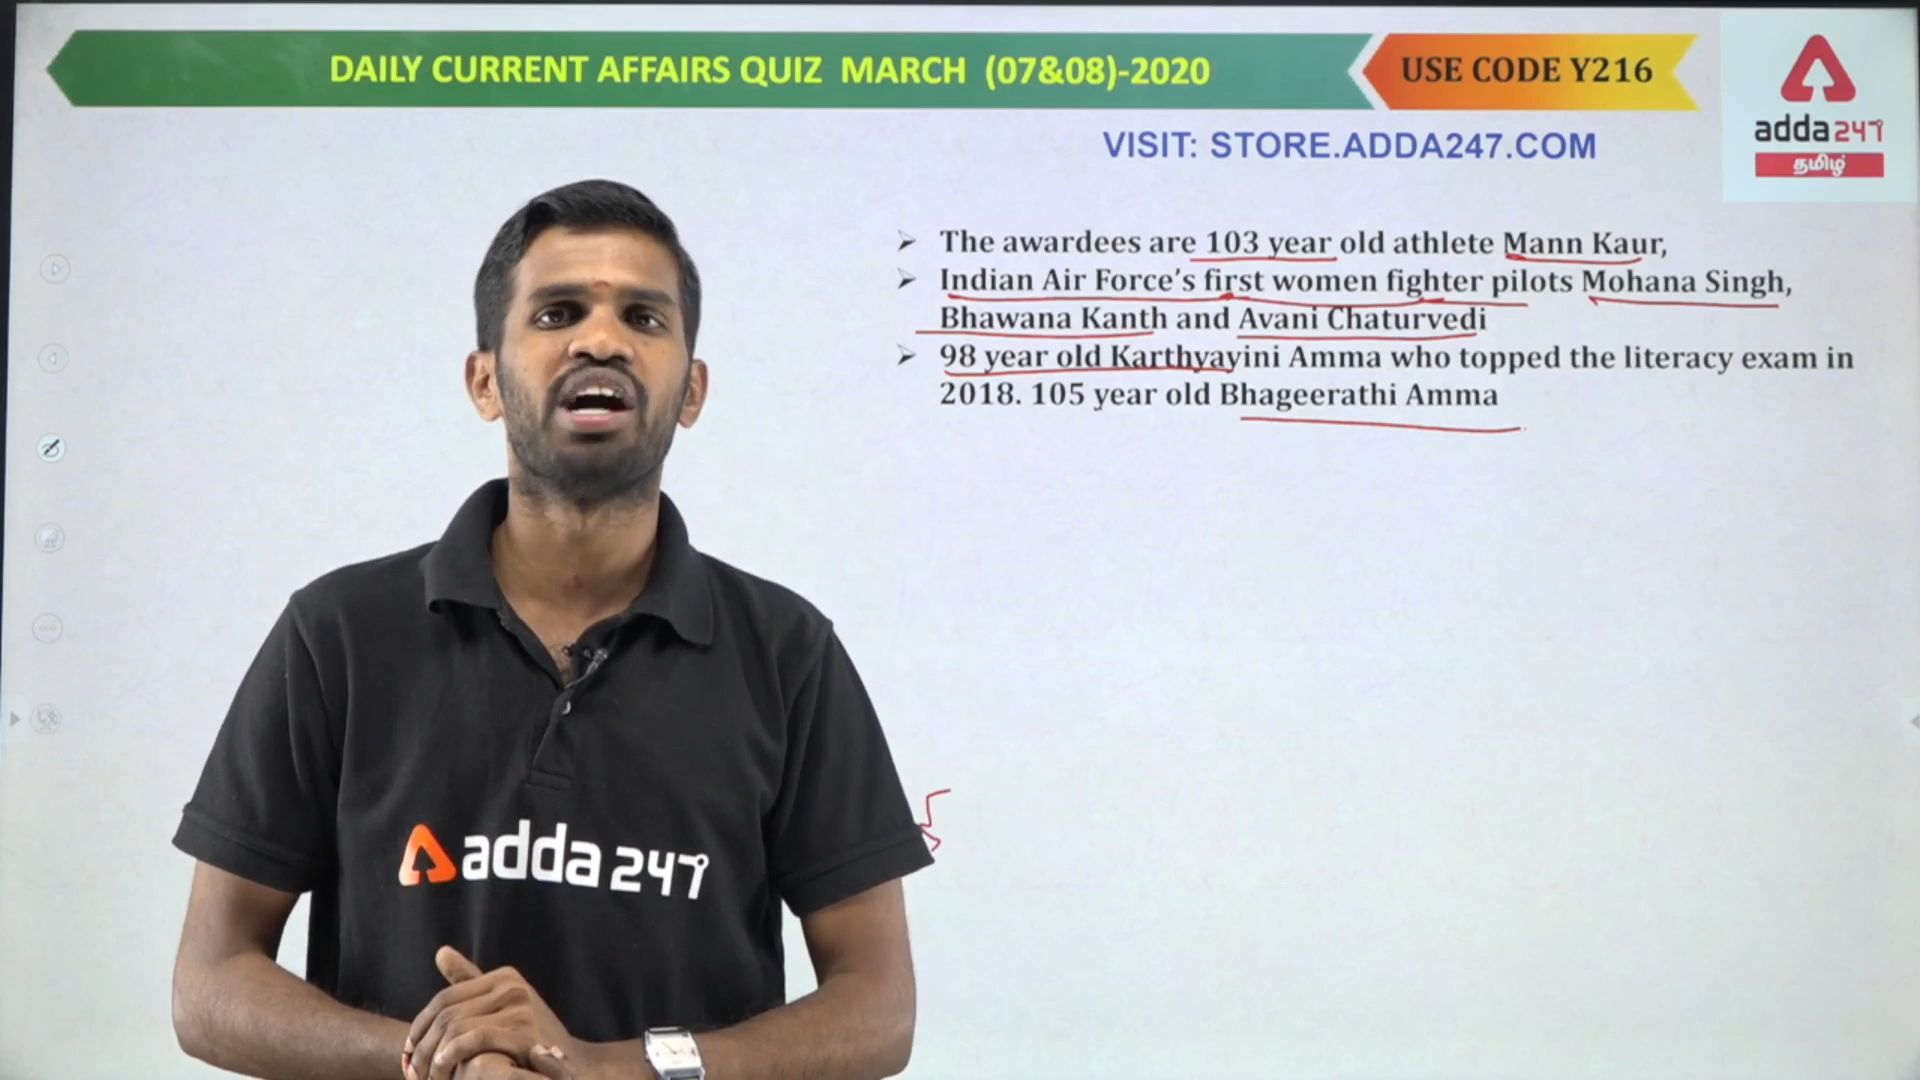 DAILY CURRENT AFFAIRS QUIZ MARCH (07&08)-2020
USE CODE Y216
VISIT: STORE.ADDA247.COM
adda247
தமிழ்
The awardees are 103 year old athlete Mann Kaur,
Indian Air Force's first women fighter pilots Mohana Singh,
Bhawana Kanth and Avani Chaturvedi
98 year old Karthyayini Amma who topped the literacy exam in
2018. 105 year old Bhageerathi Amma
adda247